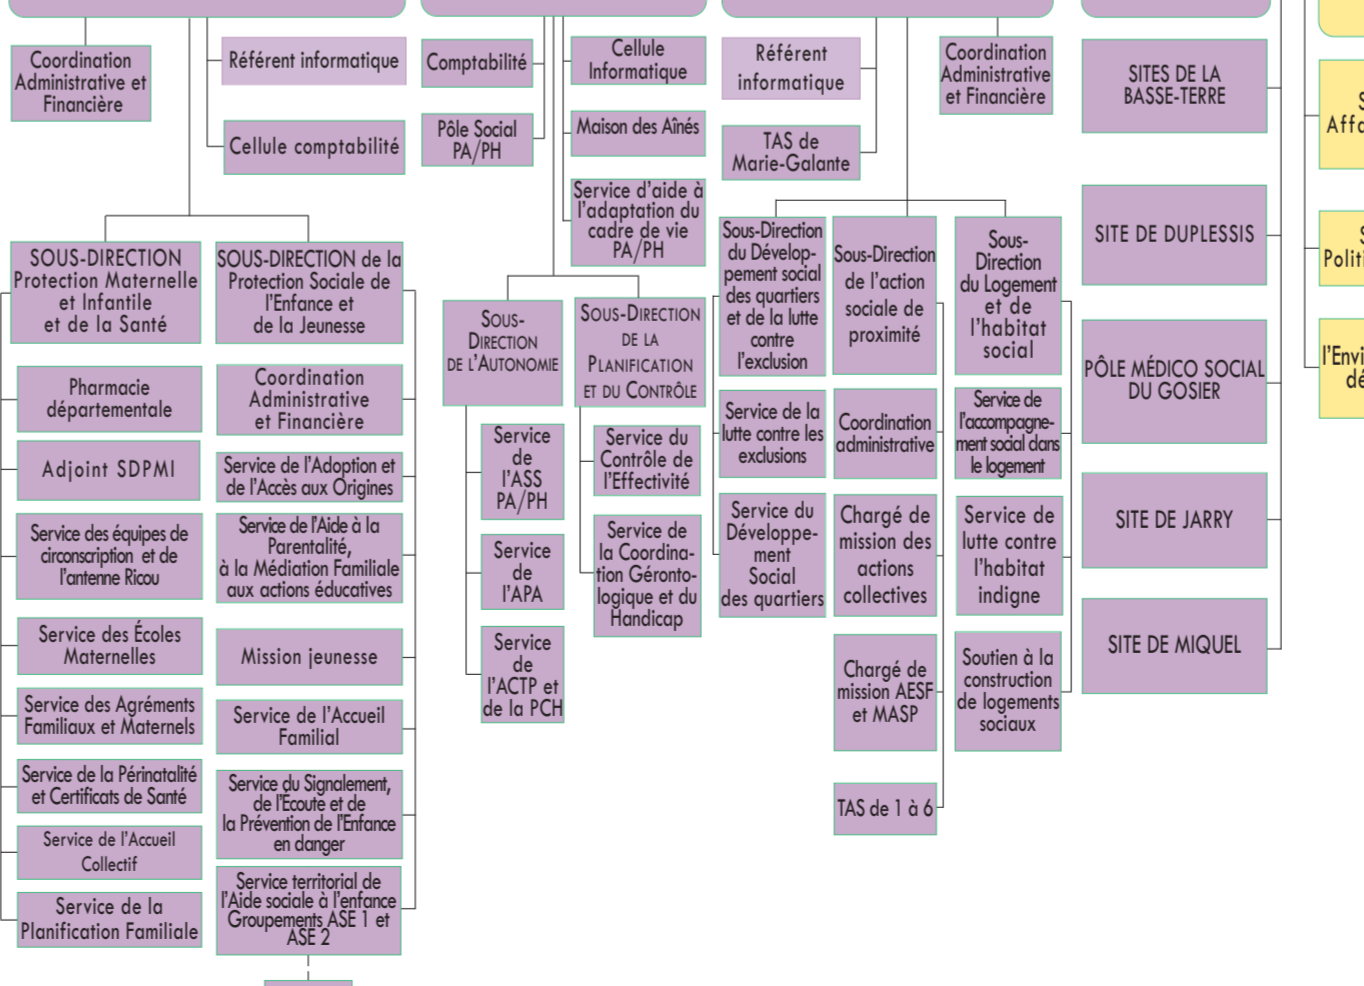 Coordination
Administrative et
Financière
Référent informatique
Cellule comptabilité
SOUS-DIRECTION
Protection Maternelle
et Infantile
et de la Santé
Pharmacie
départementale
Adjoint SDPMI
Service des équipes de
circonscription et de
l'antenne Ricou
Service des Écoles
Maternelles
Service des Agréments
Familiaux et Maternels
Service de la Périnatalité
et Certificats de Santé
Service de l'Accueil
Collectif
Service de la
Planification Familiale
SOUS-DIRECTION de la
Protection Sociale de
l'Enfance et
de la Jeunesse
Coordination
Administrative
et Financière
Service de l'Adoption et
de l'Accès aux Origines
Service de l'Aide à la
Parentalité,
à la Médiation Familiale
aux actions éducatives
Mission jeunesse
Service de l'Accueil
Familial
Service du Signalement,
de l'Écoute et de
la Prévention de l'Enfance
en danger
Service territorial de
l'Aide sociale à l'enfance
Groupements ASE 1 et
ASE 2
Comptabilité
Pôle Social
PA/PH
Cellule
Informatique
Maison des Aînés
Service d'aide à
l'adaptation du
cadre de vie
PA/PH
SOUS-
DIRECTION
DE L'AUTONOMIE
Service
de
l'ASS
PA/PH
Service
de
l'APA
Service
de
l'ACTP et
de la PCH
SOUS-DIRECTION
DE LA
PLANIFICATION
ET DU CONTRÔLE
Service du
Contrôle de
l'Effectivité
Service de
la Coordina-
tion Géronto-
logique et du
Handicap
Référent
informatique
TAS de
Marie-Galante
Coordination
Administrative
et Financière
Sous-Direction
du Dévelop-
pement social
des quartiers
et de la lutte
contre
l'exclusion
Service de la
lutte contre les
exclusions
Service du
Développe-
ment
Social
des quartiers
Sous-Direction
de l'action
sociale de
proximité
Coordination
administrative
Chargé de
mission des
actions
collectives
Chargé de
mission AESF
et MASP
TAS de 1 à 6
Sous-
Direction
du Logement
et de
l'habitat
social
Service de
l'accompagne-
ment social dans
le logement
Service de
lutte contre
l'habitat
indigne
Soutien à la
construction
de logements
sociaux
SITES DE LA
BASSE-TERRE
SITE DE DUPLESSIS
PÔLE MÉDICO SOCIAL
DU GOSIER
SITE DE JARRY
SITE DE MIQUEL